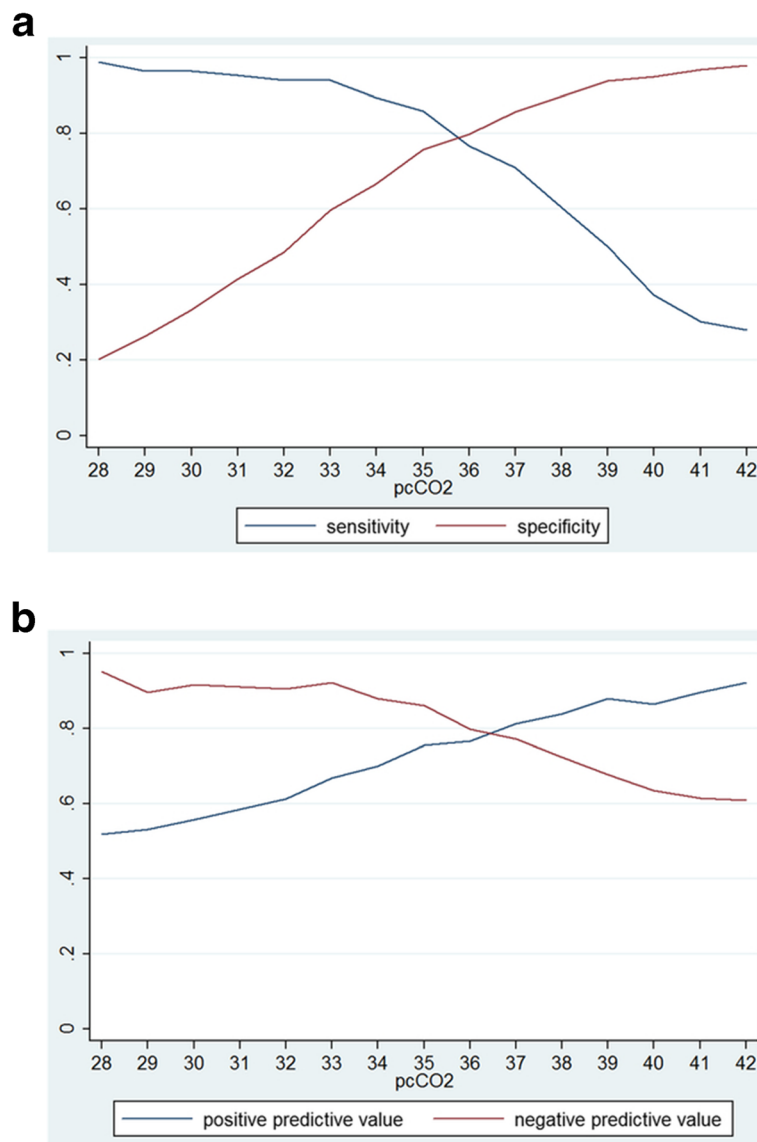 a
1
.8
.6
.4
.2
0
28 29 30 31 32 33 34 35 36 37 38 39 40 41 42
pcCO2
sensitivity specificity
b
1
.8
.6
.4
.2
0
28 29 30 31 32 33 34 35 36 37 38 39 40 41 42
pcCO2
positive predictive value negative predictive value